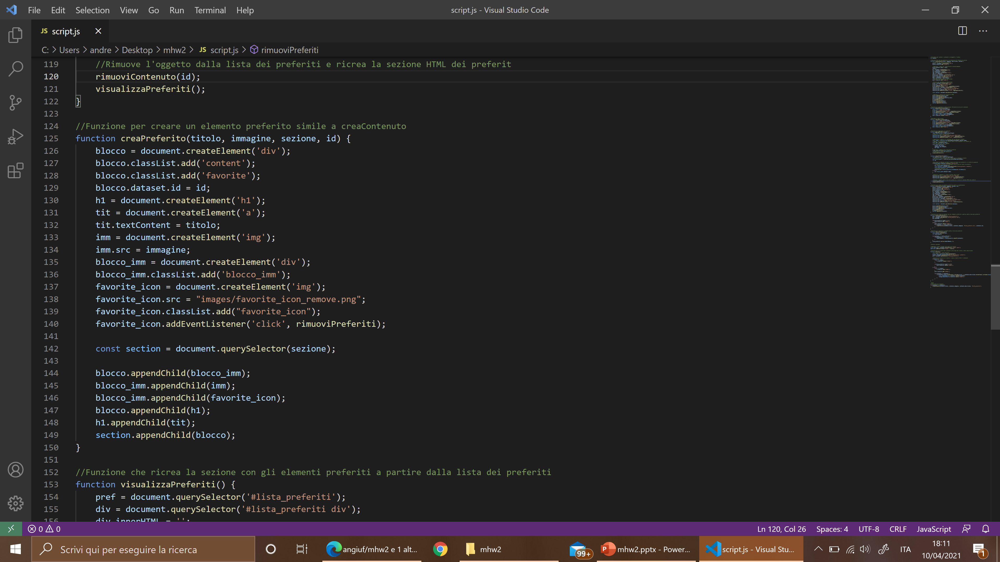 File Edit Selection View Go Run Terminal Help
script.js - Visual Studio Code
JS script.js
C: > Users > andre > Desktop > mhw2 > JS script.js > rimuoviPreferiti
119 //Rimuove l'oggetto dalla lista dei preferiti e ricrea la sezione HTML dei preferit
120 rimuoviContenuto(id);
121 visualizzaPreferiti();
122 }
123
124 //Funzione per creare un elemento preferito simile a creaContenuto
125 function creaPreferito(titolo, immagine, sezione, id) {
126 blocco = document.createElement('div');
127 blocco.classList.add('content');
128 blocco.classList.add('favorite');
129 blocco.dataset.id = id;
130 h1 = document.createElement('h1');
131 tit = document.createElement('a');
132 tit.textContent = titolo;
133 imm = document.createElement('img');
134 imm.src = immagine;
135 blocco_imm = document.createElement('div');
136 blocco_imm.classList.add('blocco_imm');
137 favorite_icon = document.createElement('img');
138 favorite_icon.src = "images/favorite_icon_remove.png";
139 favorite_icon.classList.add("favorite_icon");
140 favorite_icon.addEventListener('click', rimuoviPreferiti);
141
142 const section = document.querySelector(sezione);
143
144 blocco.appendChild(blocco_imm);
145 blocco_imm.appendChild(imm);
146 blocco_imm.appendChild(favorite_icon);
147 blocco.appendChild(h1);
148 h1.appendChild(tit);
149 section.appendChild(blocco);
150 }
151
152 //Funzione che ricrea la sezione con gli elementi preferiti a partire dalla lista dei preferiti
153 function visualizzaPreferiti() {
154 pref = document.querySelector('#lista_preferiti');
155 div = document.querySelector('#lista_preferiti div');
156 div.innerHTML = '';
0 0 Ln 120, Col 26 Spaces: 4 UTF-8 CRLF JavaScript
Scrivi qui per eseguire la ricerca
angiuf/mhw2 e 1 alt...
mhw2
99+
mhw2.pptx - Power...
script.js - Visual Stu...
ITA
18:11
10/04/2021
1